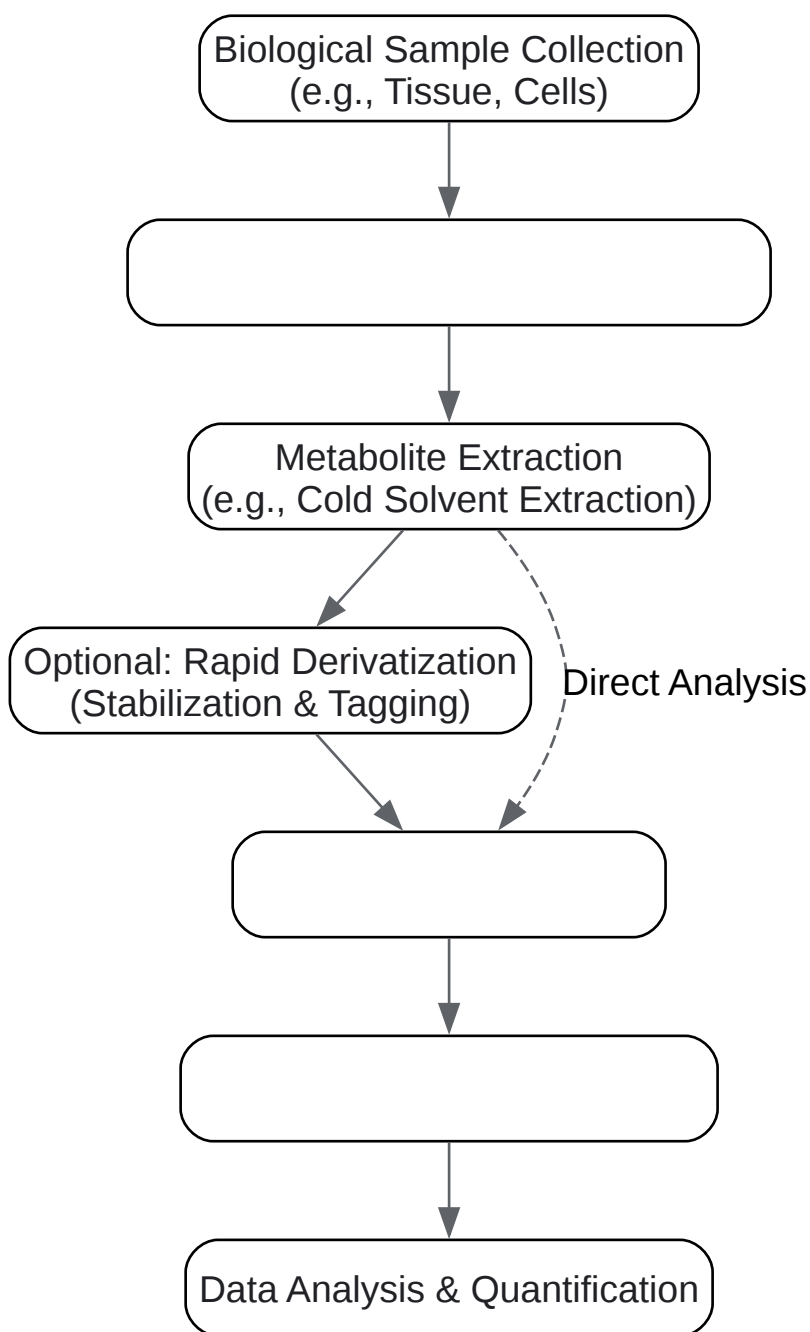 Biological Sample Collection
(e.g., Tissue, Cells)
Metabolite Extraction
(e.g., Cold Solvent Extraction)
Optional: Rapid Derivatization
(Stabilization & Tagging)
Direct Analysis
Data Analysis & Quantification